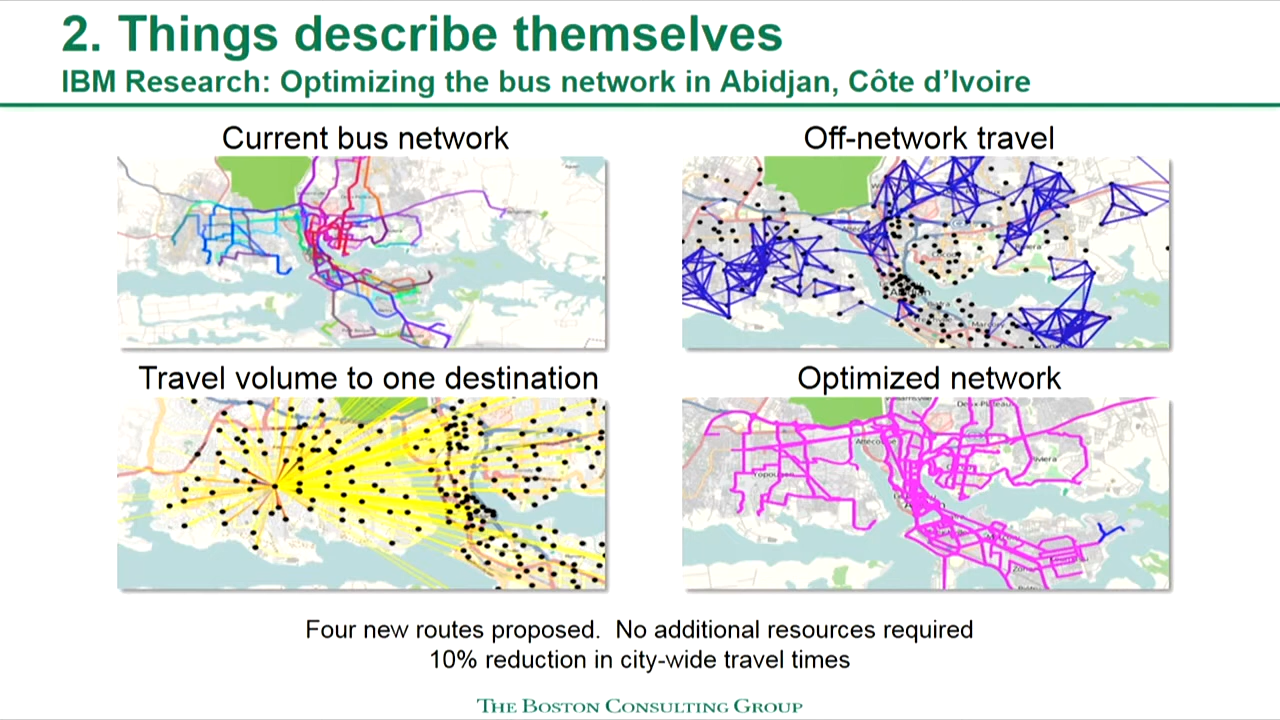 2. Things describe themselves
IBM Research: Optimizing the bus network in Abidjan, Côte d’Ivoire
Current bus network
Off-network travel
Travel volume to one destination
Optimized network
Four new routes proposed.  No additional resources required
10% reduction in city-wide travel times
THE BOSTON CONSULTING GROUP